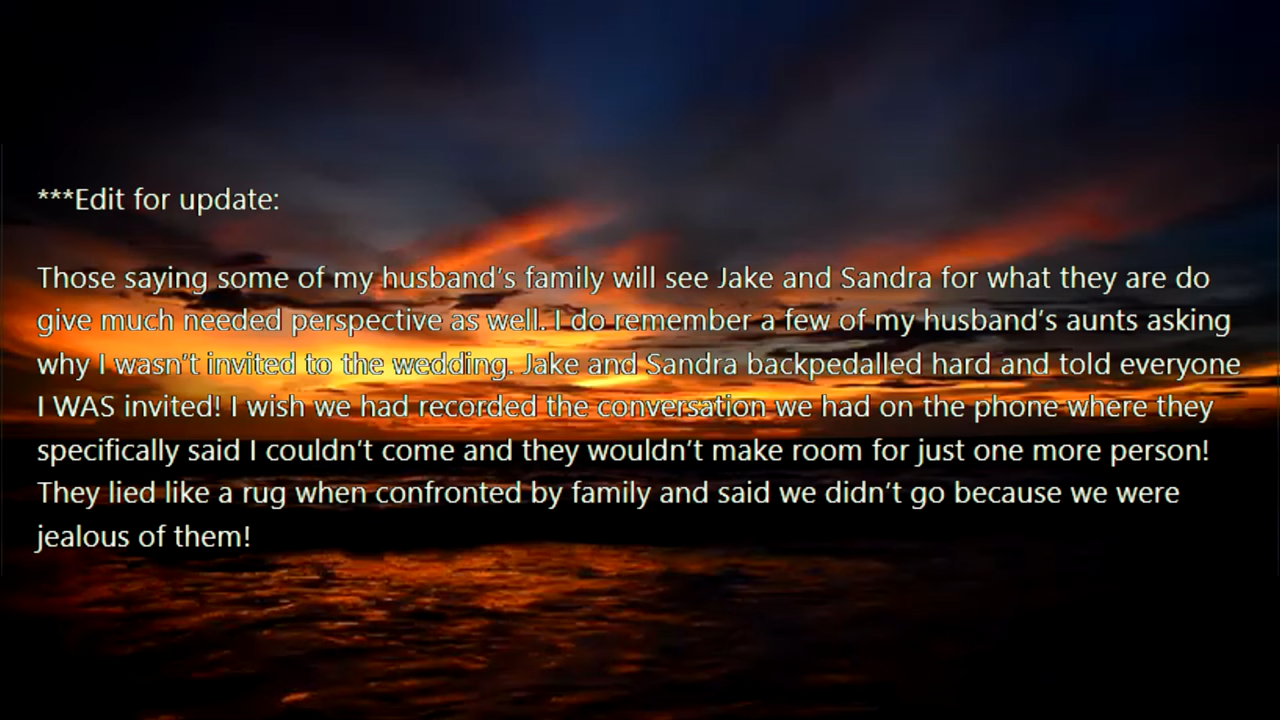 ***Edit for update:
Those saying some of my husband’s family will see Jake and Sandra for what they are do
give much needed perspective as well. I do remember a few of my husband’s aunts asking
why I wasn’t invited to the wedding. Jake and Sandra backpedalled hard and told everyone
I WAS invited! I wish we had recorded the conversation we had on the phone where they
specifically said I couldn’t come and they wouldn’t make room for just one more person!
They lied like a rug when confronted by family and said we didn’t go because we were
jealous of them!